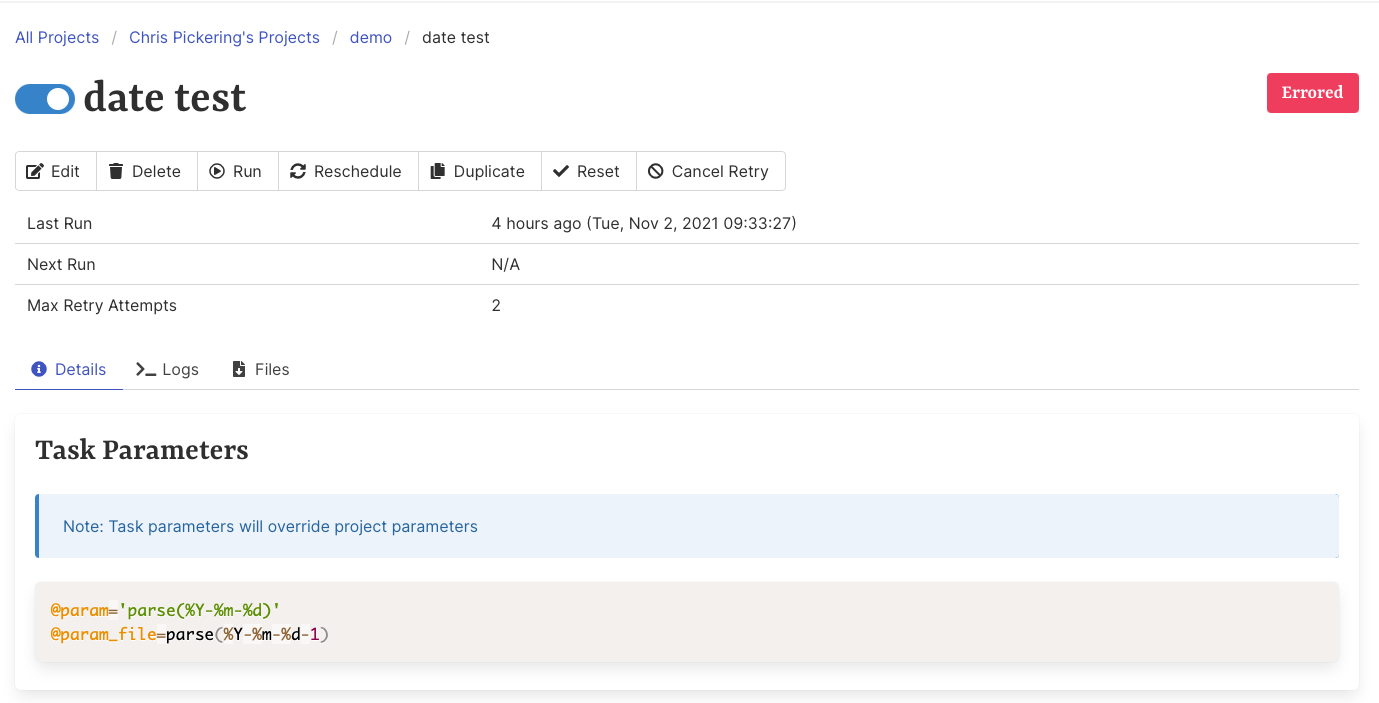 All Projects / Chris Pickering's Projects / demo / date test
date test
Errored
Edit Delete Run Reschedule Duplicate Reset Cancel Retry
Last Run 4 hours ago (Tue, Nov 2, 2021 09:33:27)
Next Run N/A
Max Retry Attempts 2
Details Logs Files
Task Parameters
Note: Task parameters will override project parameters
@param='parse(%Y-%m-%d)'
@param_file=parse(%Y-%m-%d-1)